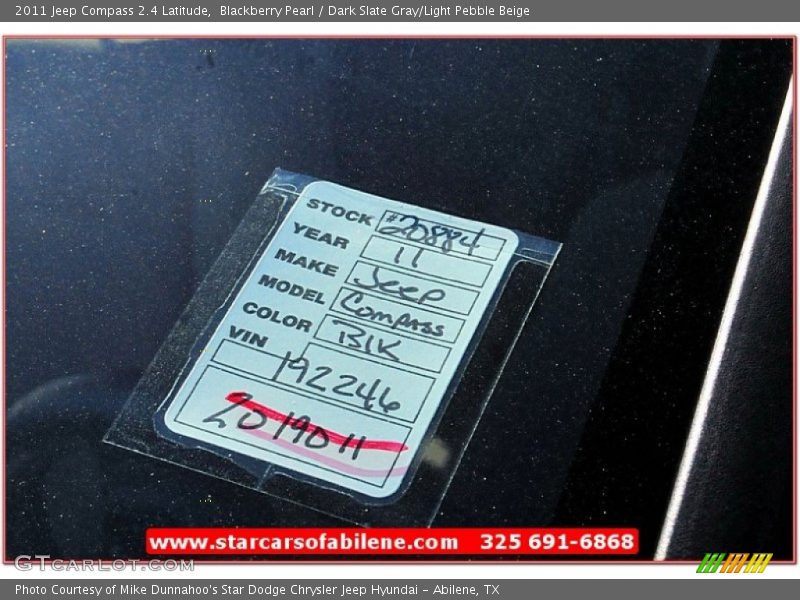 2011 Jeep Compass 2.4 Latitude,  Blackberry Pearl / Dark Slate Gray/Light Pebble Beige
STOCK #20884
YEAR 11
MAKE Jeep
MODEL Compass
COLOR Blk
VIN
192246
2019011
www.starcarsofabilene.com 325 691-6868
GTCARLOT.COM
Photo Courtesy of Mike Dunnahoo's Star Dodge Chrysler Jeep Hyundai - Abilene, TX